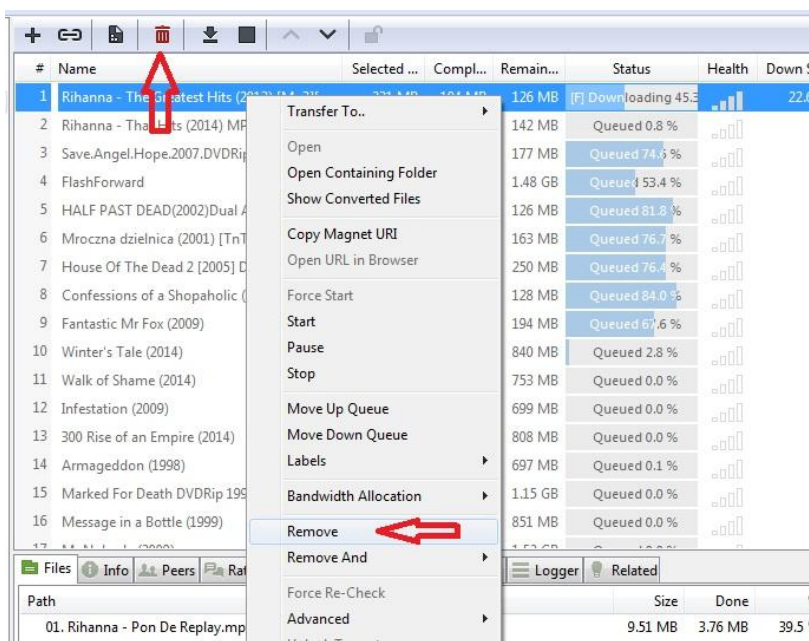 # Name Selected ... Compl... Remain... Status Health Down S
1 Rihanna - The Greatest Hits 126 MB [F] Downloading 45.3 22.
2 Rihanna - That Hits (2014) MP 142 MB Queued 0.8 %
3 Save.Angel.Hope.2007.DVDRip 177 MB Queued 74.6 %
4 FlashForward 1.48 GB Queued 53.4 %
5 HALF PAST DEAD(2002)Dual A 126 MB Queued 81.8 %
6 Mroczna dzielnica (2001) [TnT 163 MB Queued 76.7 %
7 House Of The Dead 2 [2005] D 250 MB Queued 76.4 %
8 Confessions of a Shopaholic ( 128 MB Queued 84.0 %
9 Fantastic Mr Fox (2009) 194 MB Queued 67.6 %
10 Winter's Tale (2014) 840 MB Queued 2.8 %
11 Walk of Shame (2014) 753 MB Queued 0.0 %
12 Infestation (2009) 699 MB Queued 0.0 %
13 300 Rise of an Empire (2014) 808 MB Queued 0.0 %
14 Armageddon (1998) 697 MB Queued 0.1 %
15 Marked For Death DVDRip 199 1.15 GB Queued 0.0 %
16 Message in a Bottle (1999) 851 MB Queued 0.0 %
Transfer To..
Open
Open Containing Folder
Show Converted Files
Copy Magnet URI
Open URL in Browser
Force Start
Start
Pause
Stop
Move Up Queue
Move Down Queue
Labels
Bandwidth Allocation
Remove
Remove And
Force Re-Check
Advanced
Files Info Peers Rat Logger Related
Path Size Done
01. Rihanna - Pon De Replay.mp 9.51 MB 3.76 MB 39.5